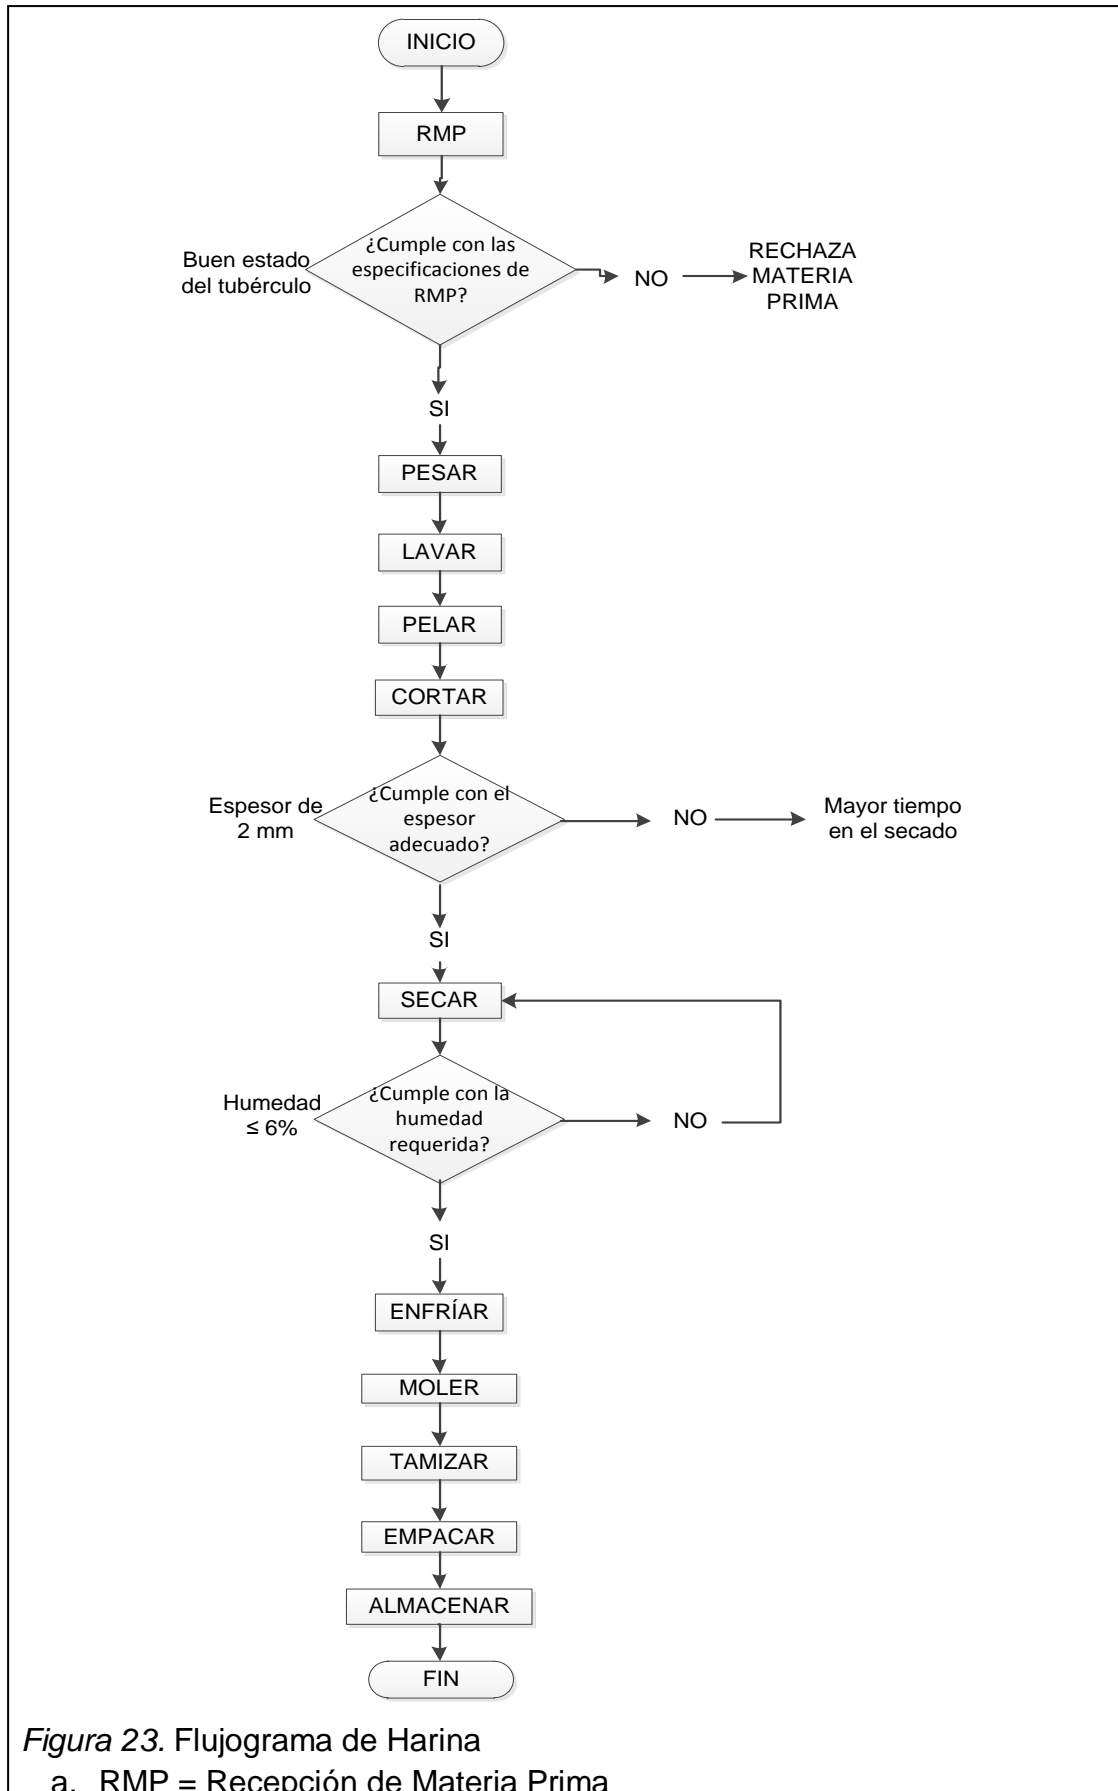 INICIO
RMP
¿Cumple con las
especificaciones de
RMP?
Buen estado
del tubérculo
NO
RECHAZA
MATERIA
PRIMA
SI
PESAR
LAVAR
PELAR
CORTAR
¿Cumple con el
espesor
adecuado?
Espesor de
2 mm
NO
Mayor tiempo
en el secado
SI
SECAR
¿Cumple con la
humedad
requerida?
Humedad
≤ 6%
NO
SI
ENFRÍAR
MOLER
TAMIZAR
EMPACAR
ALMACENAR
FIN
Figura 23. Flujograma de Harina
a. RMP = Recepción de Materia Prima